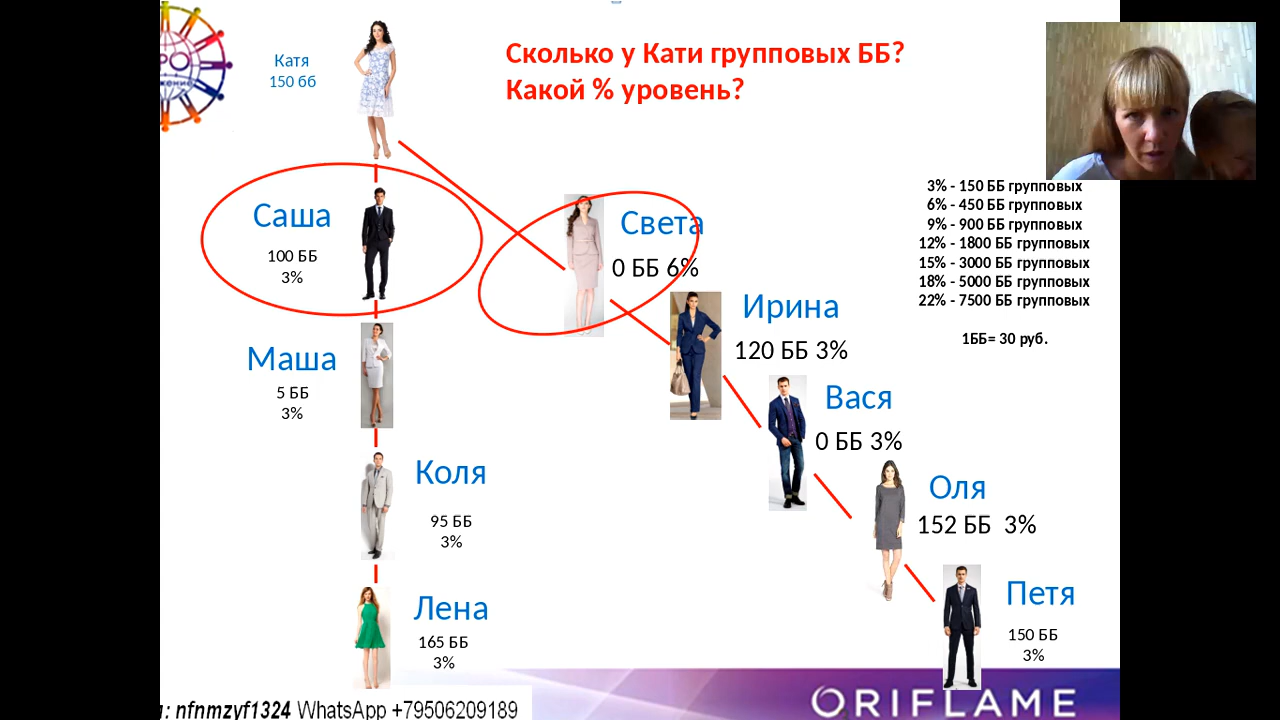 РО
жение
Катя
150 бб
Сколько у Кати групповых ББ?
Какой % уровень?
3% - 150 ББ групповых
6% - 450 ББ групповых
9% - 900 ББ групповых
12% - 1800 ББ групповых
15% - 3000 ББ групповых
18% - 5000 ББ групповых
22% - 7500 ББ групповых
1ББ= 30 руб.
Саша
100 ББ
3%
Света
0 ББ 6%
Ирина
120 ББ 3%
Маша
5 ББ
3%
Вася
0 ББ 3%
Коля
95 ББ
3%
Оля
152 ББ 3%
Лена
165 ББ
3%
Петя
150 ББ
3%
: nfnmzyf1324 WhatsApp +79506209189
ORIFLAME